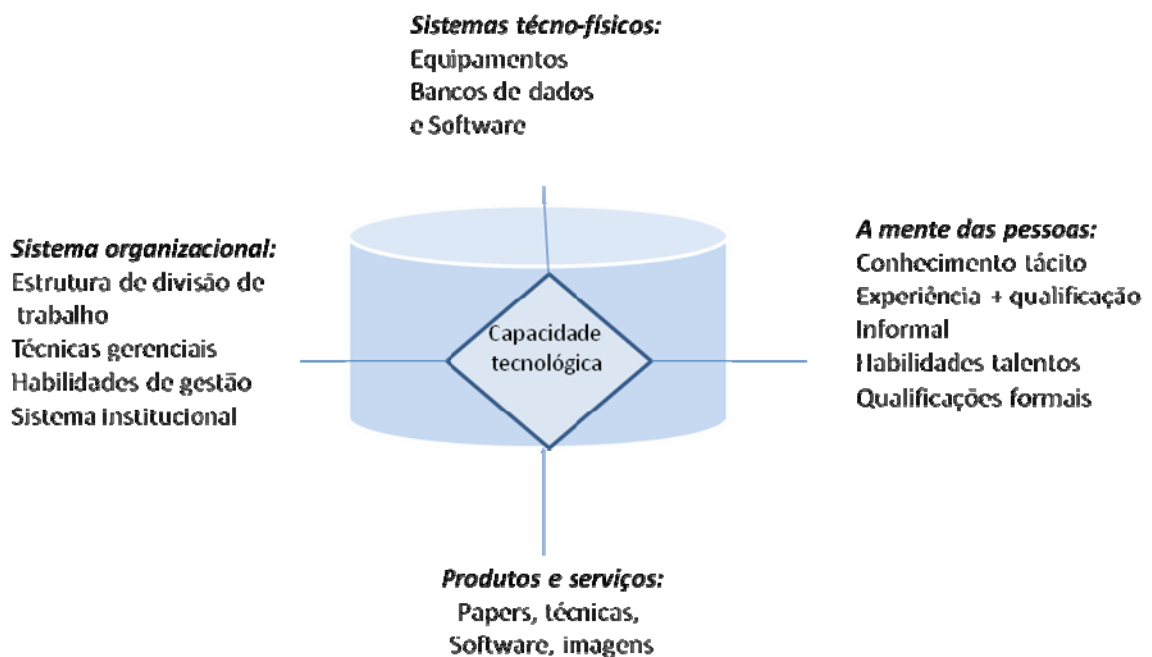 Sistemas técno-físicos:
Equipamentos
Bancos de dados
e Software
Sistema organizacional:
Estrutura de divisão de
trabalho
Técnicas gerenciais
Habilidades de gestão
Sistema institucional
Capacidade
tecnológica
A mente das pessoas:
Conhecimento tácito
Experiência + qualificação
Informal
Habilidades talentos
Qualificações formais
Produtos e serviços:
Papers, técnicas,
Software, imagens